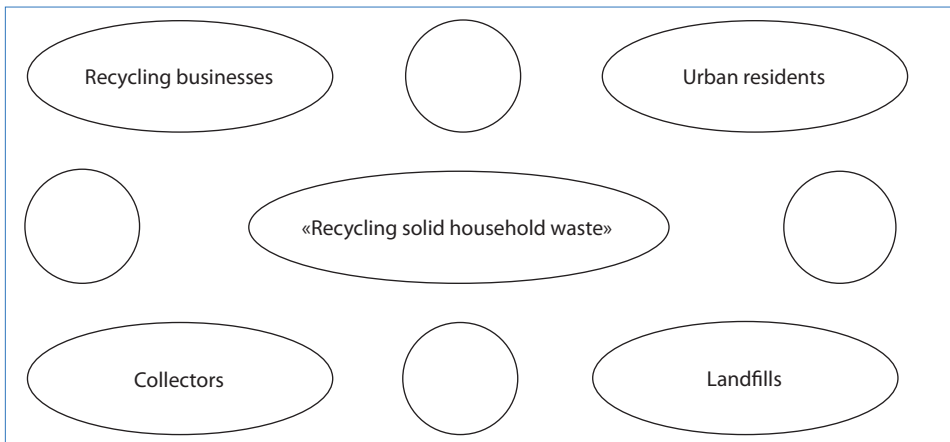 Recycling businesses
Urban residents
«Recycling solid household waste»
Collectors
Landfills